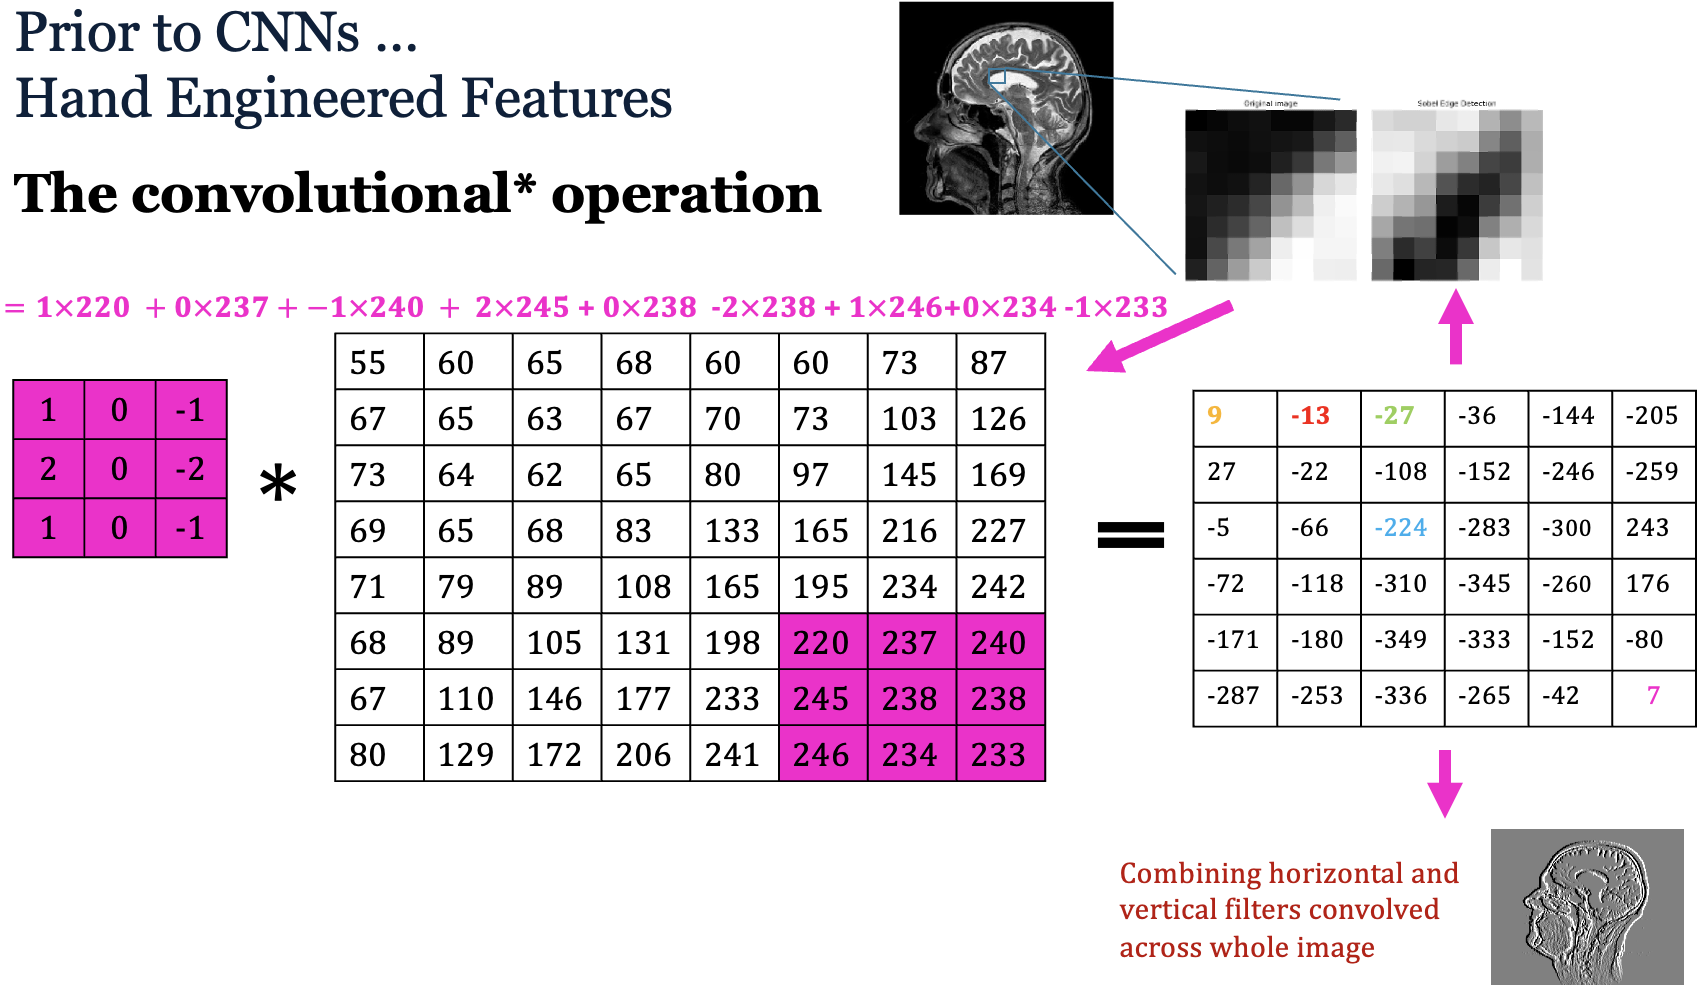 Prior to CNNs ...
Hand Engineered Features
The convolutional* operation
Original image
Sobel Edge Detection
= 1×220 + 0×237 + −1×240 + 2×245 + 0×238 -2×238 + 1×246+0×234 -1×233
1 0 -1
2 0 -2
1 0 -1
*
55 60 65 68 60 60 73 87
67 65 63 67 70 73 103 126
73 64 62 65 80 97 145 169
69 65 68 83 133 165 216 227
71 79 89 108 165 195 234 242
68 89 105 131 198 220 237 240
67 110 146 177 233 245 238 238
80 129 172 206 241 246 234 233
=
9 -13 -27 -36 -144 -205
27 -22 -108 -152 -246 -259
-5 -66 -224 -283 -300 243
-72 -118 -310 -345 -260 176
-171 -180 -349 -333 -152 -80
-287 -253 -336 -265 -42 7
Combining horizontal and
vertical filters convolved
across whole image